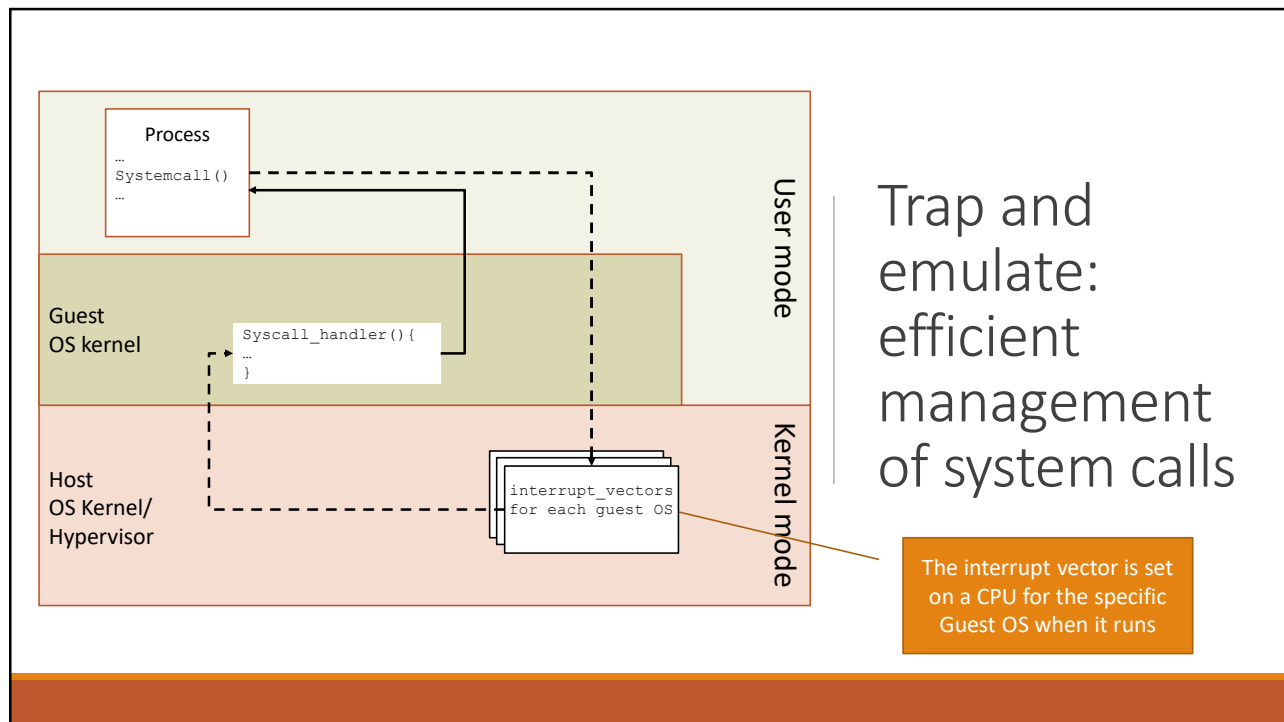 Process
…
Systemcall()
…
User mode
Guest
OS kernel
Syscall_handler(){
…
}
Host
OS Kernel/
Hypervisor
interrupt_vectors
for each guest OS
Kernel mode
Trap and
emulate:
efficient
management
of system calls
The interrupt vector is set
on a CPU for the specific
Guest OS when it runs